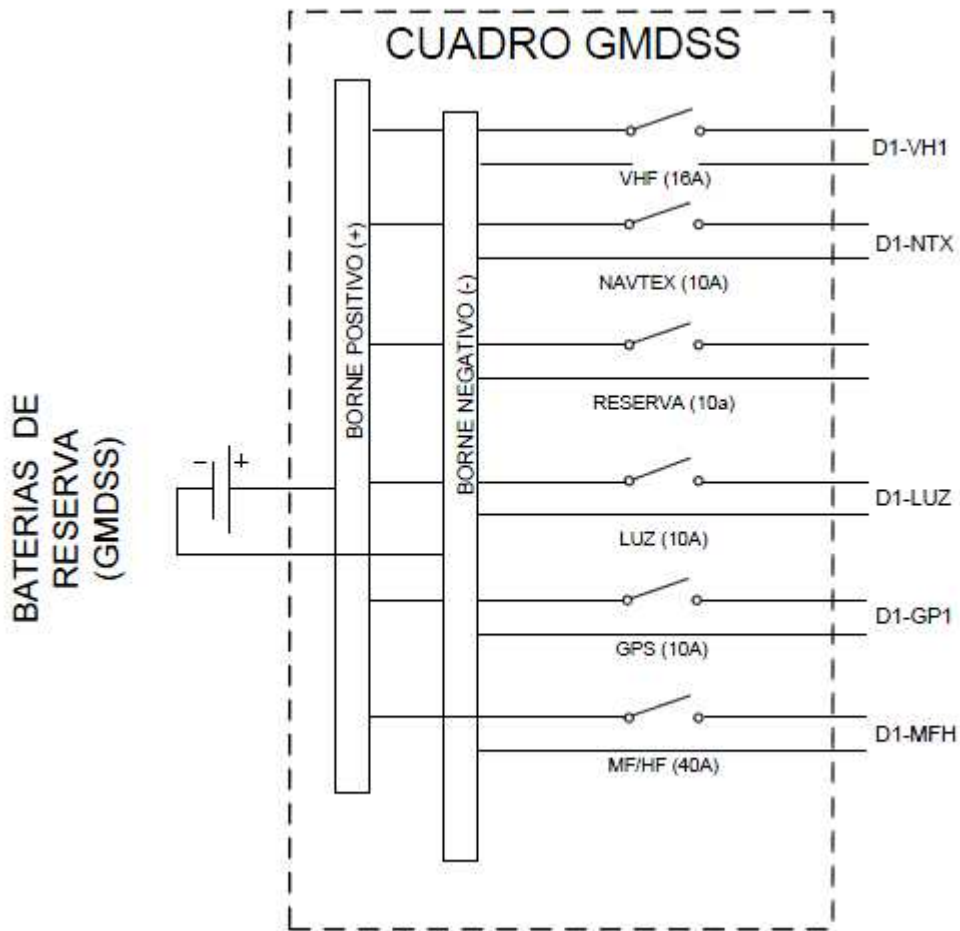 CUADRO GMDSS
BATERIAS DE
RESERVA
(GMDSS)
- +
BORNE POSITIVO (+)
BORNE NEGATIVO (-)
VHF (16A)
D1-VH1
NAVTEX (10A)
D1-NTX
RESERVA (10a)
LUZ (10A)
D1-LUZ
GPS (10A)
D1-GP1
MF/HF (40A)
D1-MFH